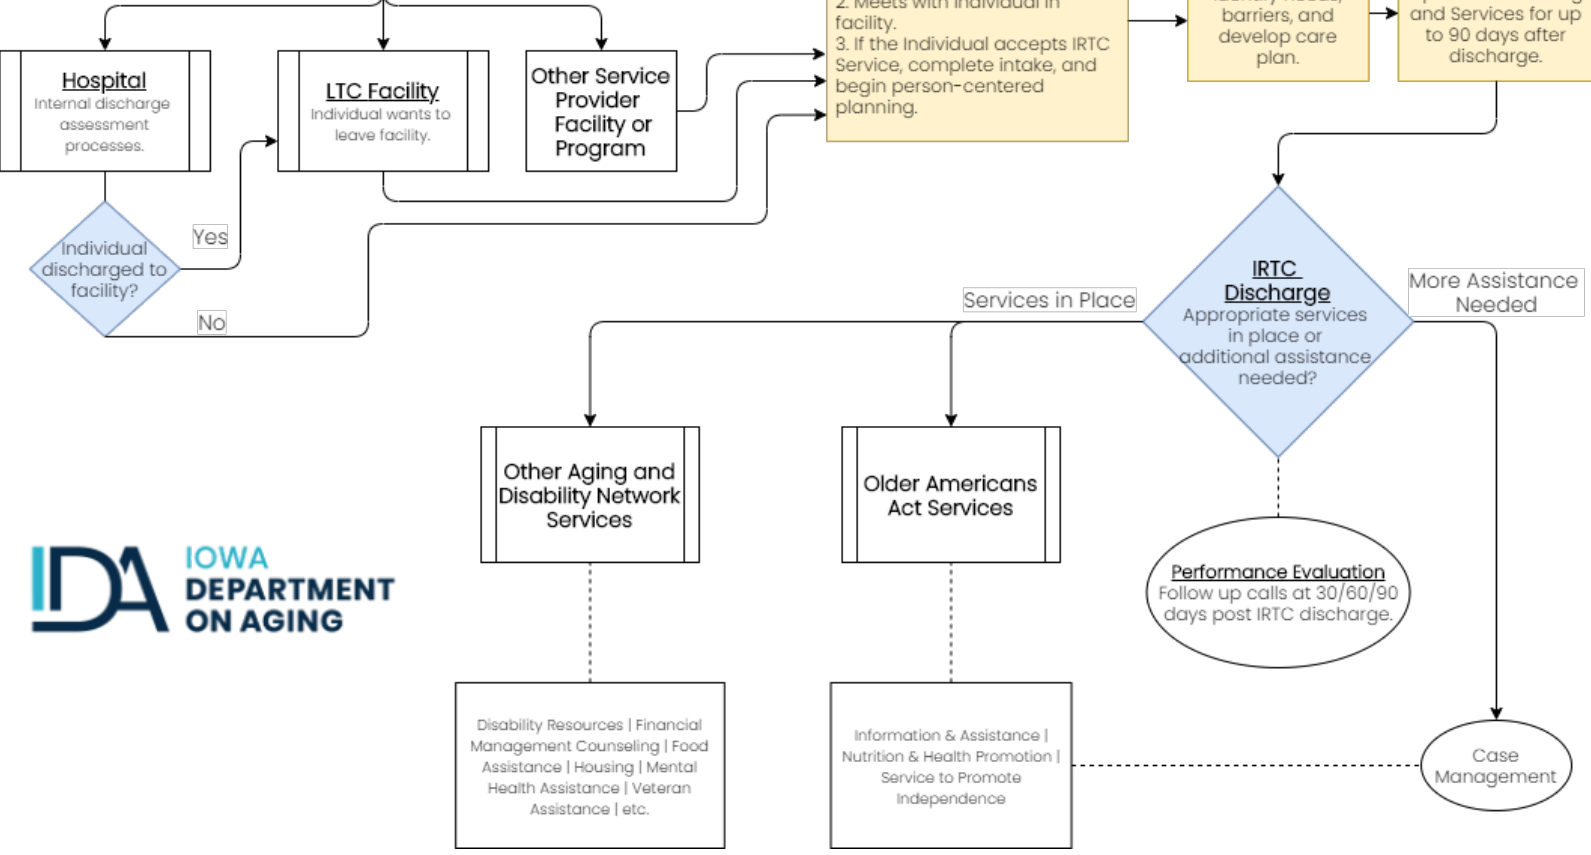 2. Meets with individual in
facility.
3. If the Individual accepts IRTC
Service, complete intake, and
begin person-centered
planning.
barriers, and
develop care
plan.
and Services for up
to 90 days after
discharge.
Hospital
Internal discharge
assessment
processes.
LTC Facility
Individual wants to
leave facility.
Other Service
Provider
Facility or
Program
Individual
discharged to
facility?
Yes
No
IRTC
Discharge
Appropriate services
in place or
additional assistance
needed?
Services in Place
More Assistance
Needed
Other Aging and
Disability Network
Services
Older Americans
Act Services
IDA IOWA
DEPARTMENT
ON AGING
Performance Evaluation
Follow up calls at 30/60/90
days post IRTC discharge.
Disability Resources | Financial
Management Counseling | Food
Assistance | Housing | Mental
Health Assistance | Veteran
Assistance | etc.
Information & Assistance |
Nutrition & Health Promotion |
Service to Promote
Independence
Case
Management